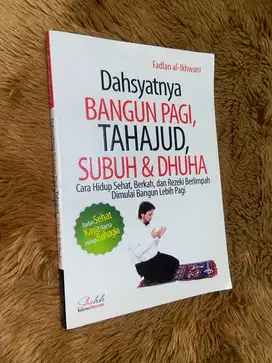 Fadlan al-Ikhwani
Dahsyatnya
BANGUN PAGI,
TAHAJUD,
SUBUH & DHUHA
Cara Hidup Sehat, Berkah, dan Rezeki Berlimpah
Dimulai Bangun Lebih Pagi
Badan Sehat
Kaya Harta
Hidup Bahagia